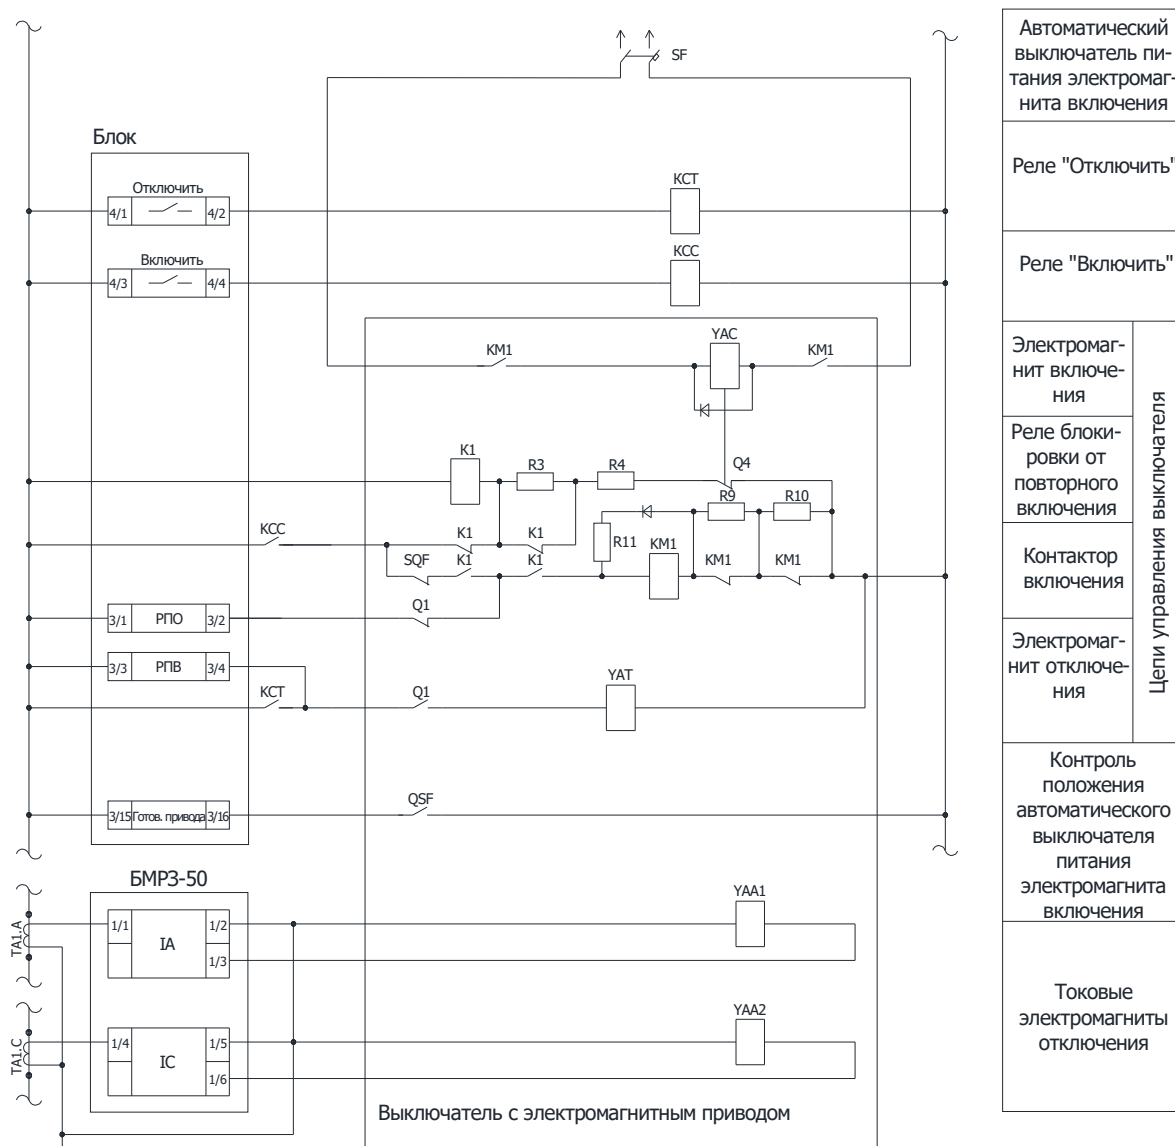 SF
Блок
Отключить
4/1
4/2
КСТ
Включить
4/3
4/4
КСС
KM1
YAC
KM1
K1
R3
R4
Q4
R9
R10
КСС
K1
K1
R11
SQF
K1
K1
KM1
KM1
KM1
3/1
РПО
3/2
Q1
3/3
РПВ
3/4
КСТ
Q1
YAT
3/15
Готов. привода
3/16
QSF
БМРЗ-50
TA1.A
1/1
IA
1/2
1/3
YAA1
TA1.C
1/4
IC
1/5
1/6
YAA2
Выключатель с электромагнитным приводом
Автоматический
выключатель пи-
тания электромаг-
нита включения
Реле "Отключить"
Реле "Включить"
Электромаг-
нит включе-
ния
Реле блоки-
ровки от
повторного
включения
Контактор
включения
Электромаг-
нит отключе-
ния
Цепи управления выключателя
Контроль
положения
автоматического
выключателя
питания
электромагнита
включения
Токовые
электромагниты
отключения